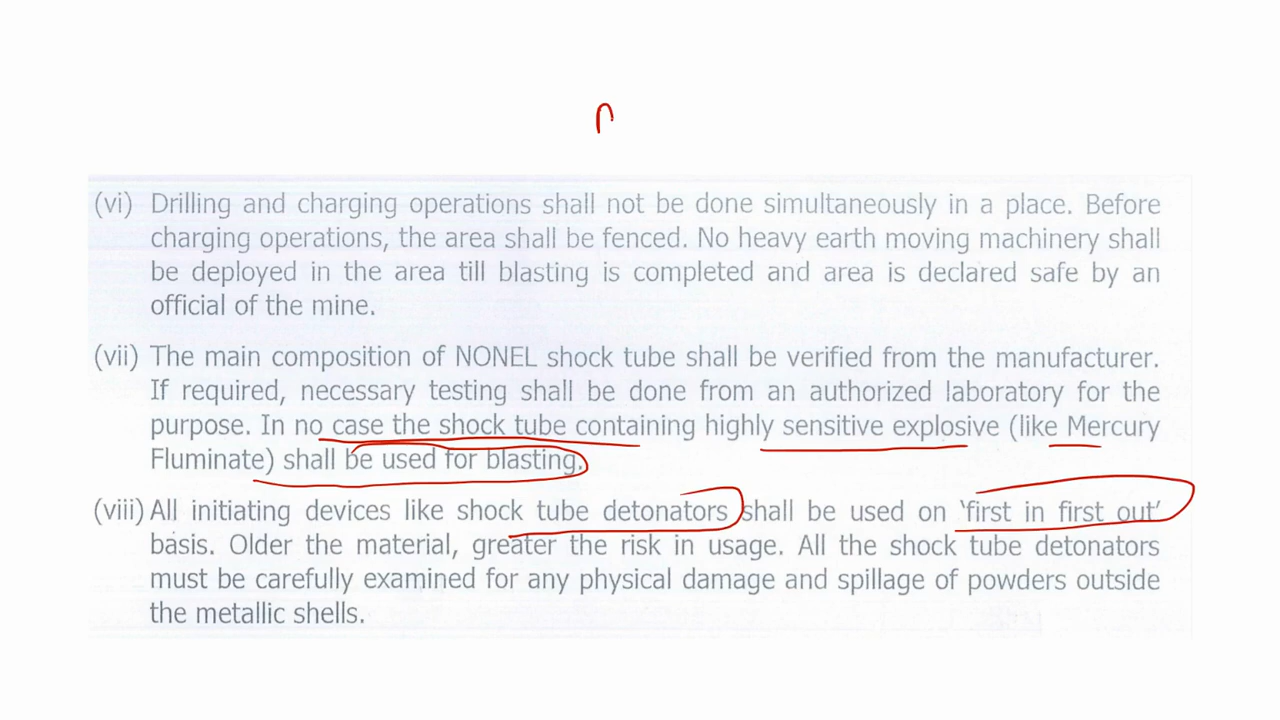 (vi) Drilling and charging operations shall not be done simultaneously in a place. Before
charging operations, the area shall be fenced. No heavy earth moving machinery shall
be deployed in the area till blasting is completed and area is declared safe by an
official of the mine.
(vii) The main composition of NONEL shock tube shall be verified from the manufacturer.
If required, necessary testing shall be done from an authorized laboratory for the
purpose. In no case the shock tube containing highly sensitive explosive (like Mercury
Fluminate) shall be used for blasting.
(viii) All initiating devices like shock tube detonators shall be used on 'first in first out'
basis. Older the material, greater the risk in usage. All the shock tube detonators
must be carefully examined for any physical damage and spillage of powders outside
the metallic shells.